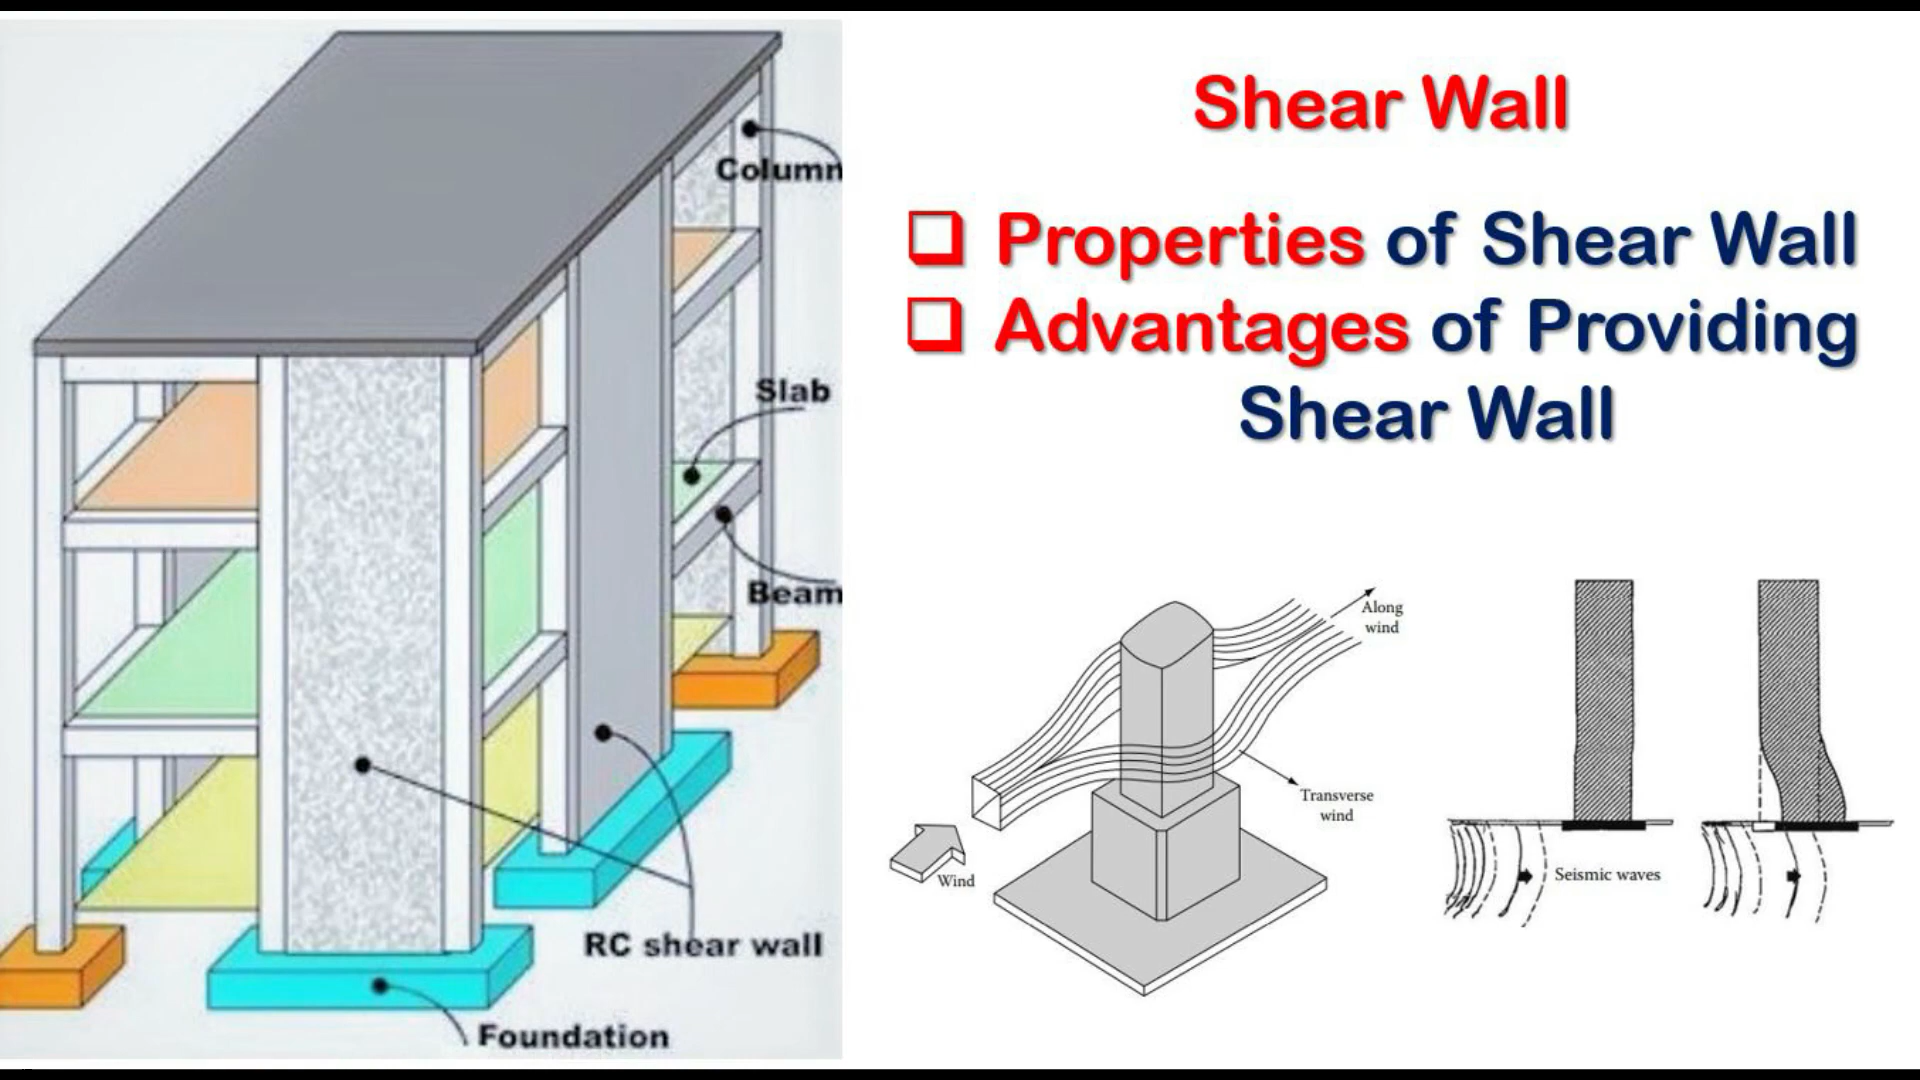 Shear Wall
❑ Properties of Shear Wall
❑ Advantages of Providing
Shear Wall
Column
Slab
Beam
RC shear wall
Foundation
Along
wind
Transverse
wind
Wind
Seismic waves